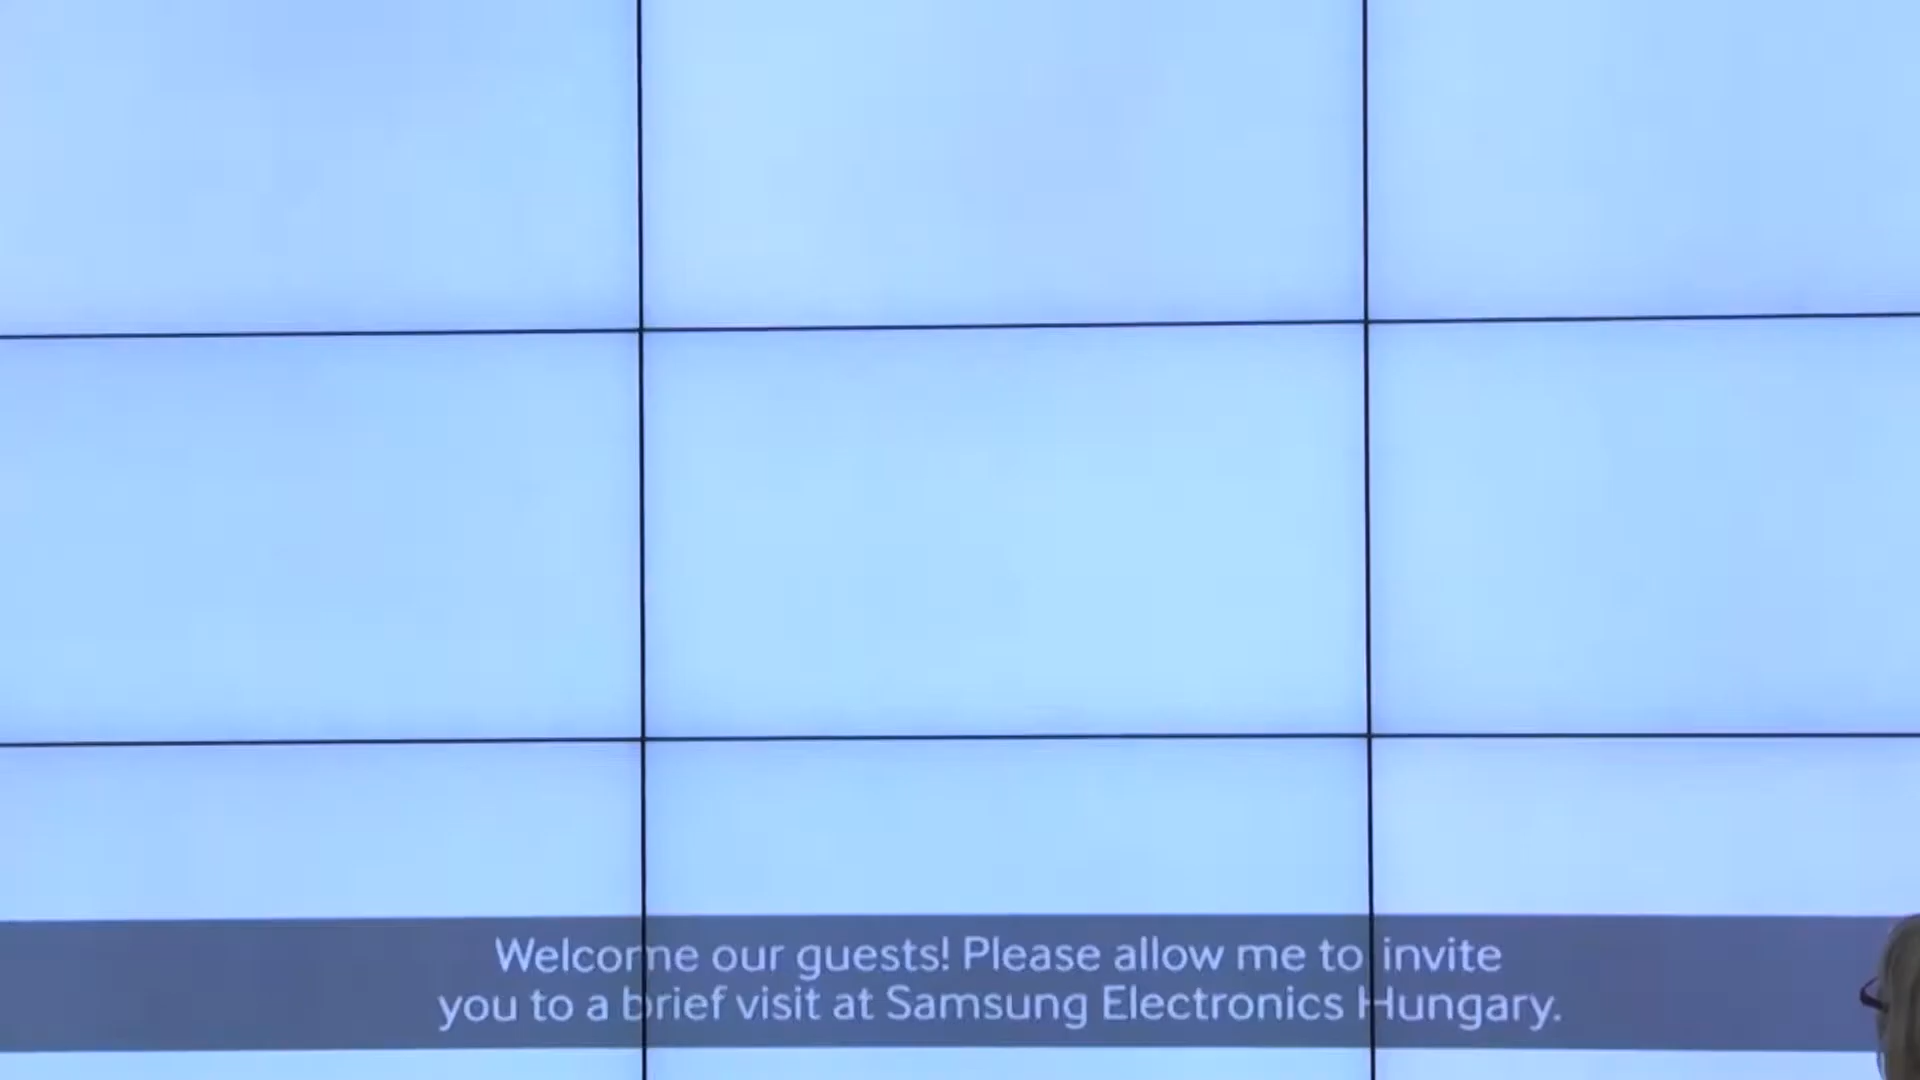 Welcome our guests! Please allow me to invite
you to a brief visit at Samsung Electronics Hungary.